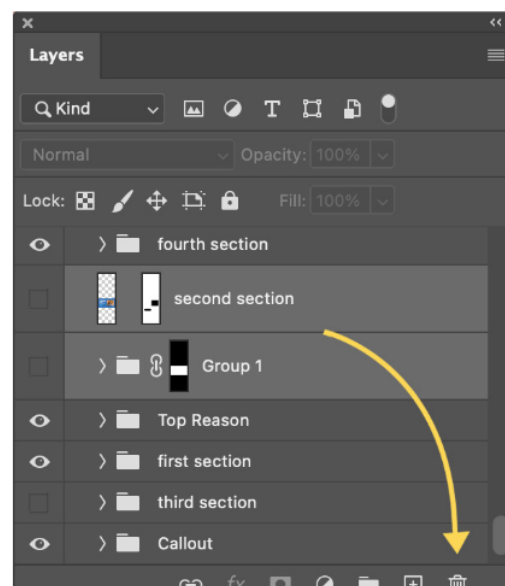 Layers
Kind T
Normal Opacity: 100%
Lock: Fill: 100%
fourth section
second section
Group 1
Top Reason
first section
third section
Callout
fx